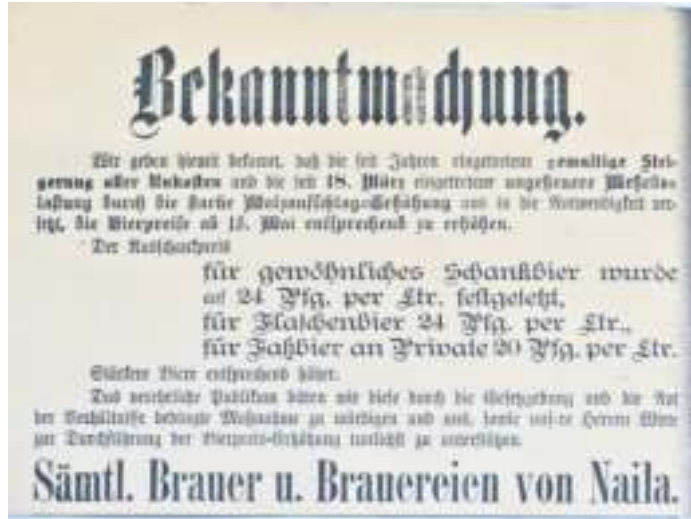 Bekanntmachung.
Wir geben hiemit bekannt, daß die seit Jahren eingetretene gewaltige Stei-
gerung aller Unkosten und die seit 18. März eingetretene ungeheuere Mehrbe-
lastung durch die starke Malzaufschlag-Erhöhung uns in die Notwendigkeit ver-
setzt, die Bierpreise ab 15. Mai entsprechend zu erhöhen.
Der Ausschankpreis
für gewöhnliches Schankbier wurde
auf 24 Pfg. per Ltr. festgesetzt,
für Flaschenbier 24 Pfg. per Ltr.,
für Faßbier an Private 20 Pfg. per Ltr.
Stärkere Biere entsprechend höher.
Das verehrliche Publikum bitten wir diese durch die Gesetzgebung und die Not
der Verhältnisse bedingte Maßnahme zu würdigen und uns, sowie unsere Herren Wirte
zur Durchführung der Bierpreis-Erhöhung tunlichst zu unterstützen.
Sämtl. Brauer u. Brauereien von Naila.